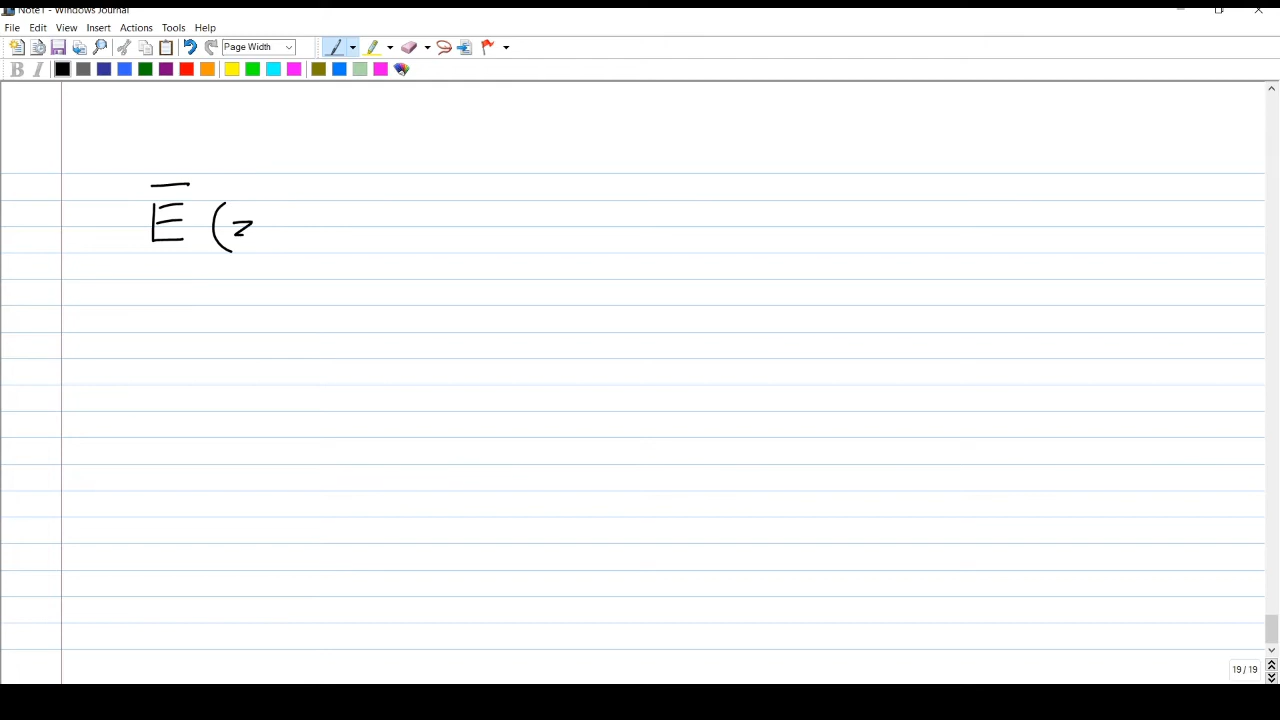 Note1 - Windows Journal
File Edit View Insert Actions Tools Help
Page Width
B I
E̅ (z
19 / 19